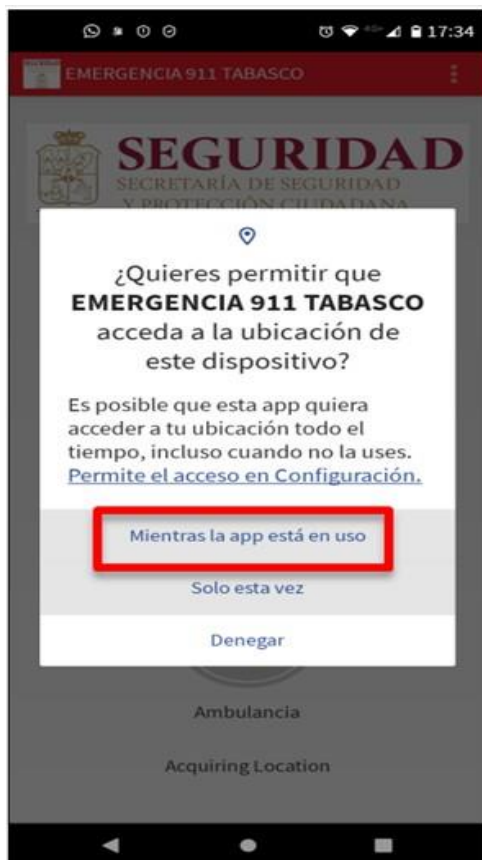 17:34
EMERGENCIA 911 TABASCO
SEGURIDAD
SECRETARÍA DE SEGURIDAD
Y PROTECCIÓN CIUDADANA
¿Quieres permitir que
EMERGENCIA 911 TABASCO
acceda a la ubicación de
este dispositivo?
Es posible que esta app quiera
acceder a tu ubicación todo el
tiempo, incluso cuando no la uses.
Permite el acceso en Configuración.
Mientras la app está en uso
Solo esta vez
Denegar
Ambulancia
Acquiring Location